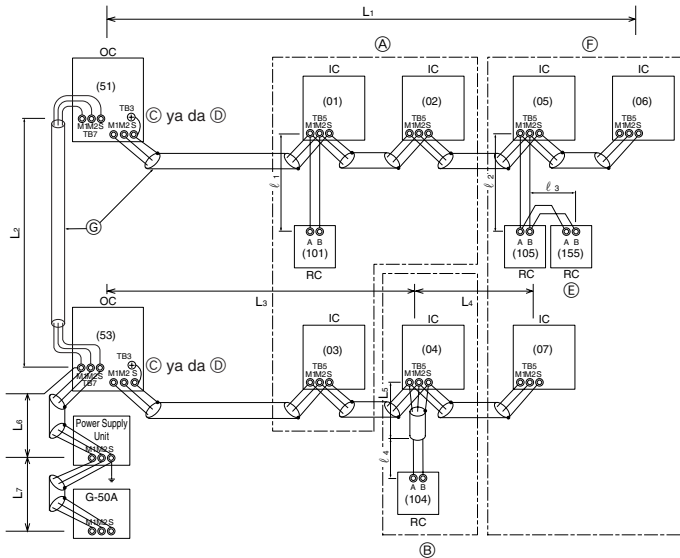 L1
OC
(51)
TB3
M1M2 S
TB7
M1M2 S
Ⓒ ya da Ⓓ
Ⓐ
IC
(01)
TB5
M1M2S
IC
(02)
TB5
M1M2S
Ⓕ
IC
(05)
TB5
M1M2S
IC
(06)
TB5
M1M2S
ℓ1
ℓ2
ℓ3
A B
(101)
RC
A B
(105)
RC
A B
(155)
RC
Ⓔ
L2
Ⓖ
L3
L4
OC
(53)
TB3
M1M2S
TB7
M1M2 S
Ⓒ ya da Ⓓ
IC
(03)
TB5
M1M2S
IC
(04)
TB5
M1M2S
IC
(07)
TB5
M1M2S
L5
ℓ4
A B
(104)
RC
Ⓑ
L6
Power Supply
Unit
M1M2S
L7
G-50A
M1M2S